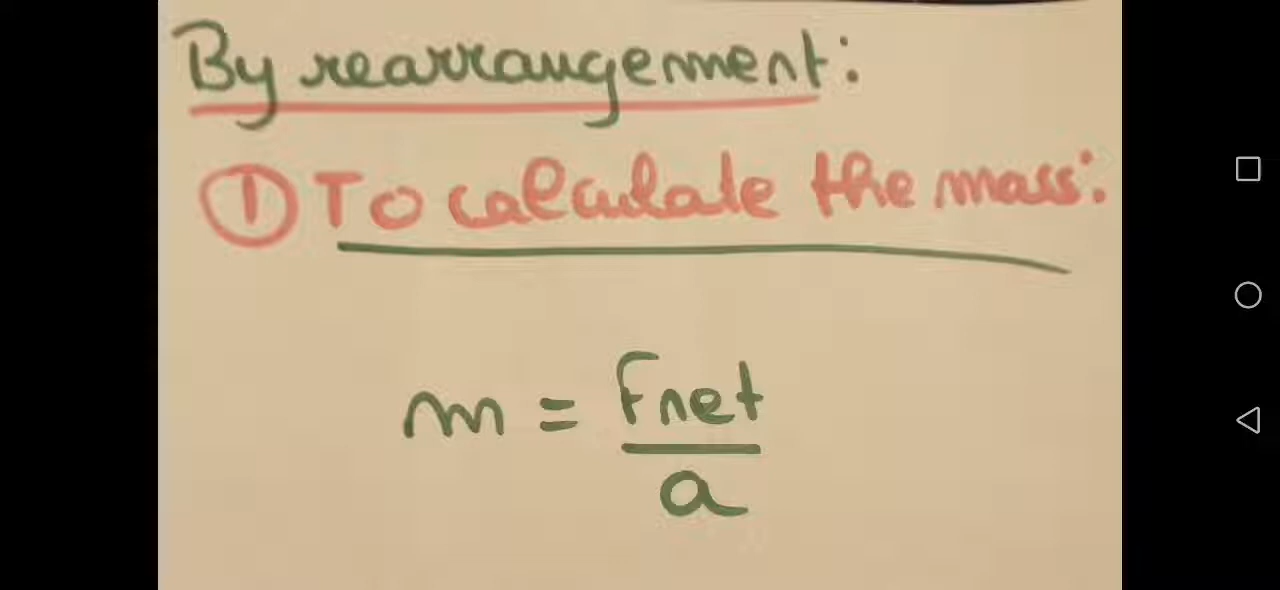 By rearrangement:
① To calculate the mass:
m = Fnet
a